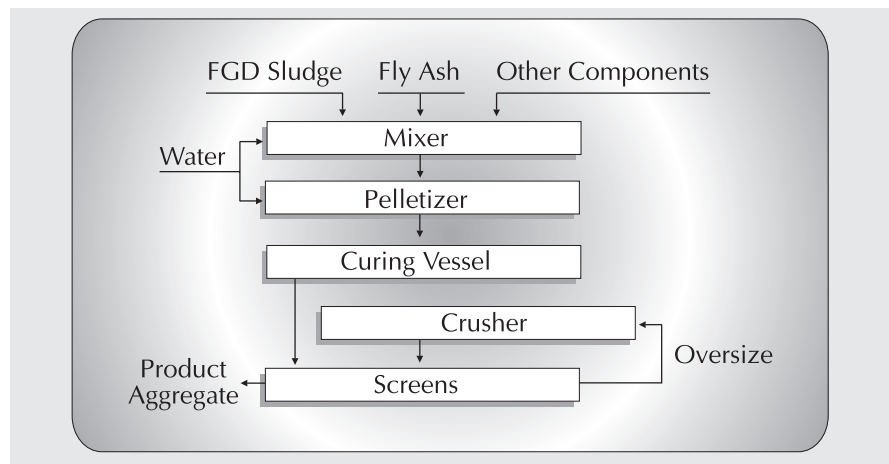 FGD Sludge
Fly Ash
Other Components
Mixer
Water
Pelletizer
Curing Vessel
Crusher
Oversize
Product
Aggregate
Screens